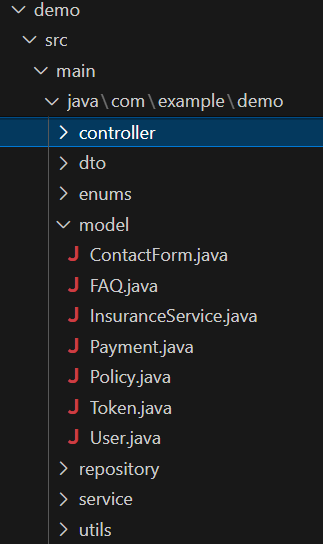 demo
src
main
java\com\example\demo
controller
dto
enums
model
J ContactForm.java
J FAQ.java
J InsuranceService.java
J Payment.java
J Policy.java
J Token.java
J User.java
repository
service
utils